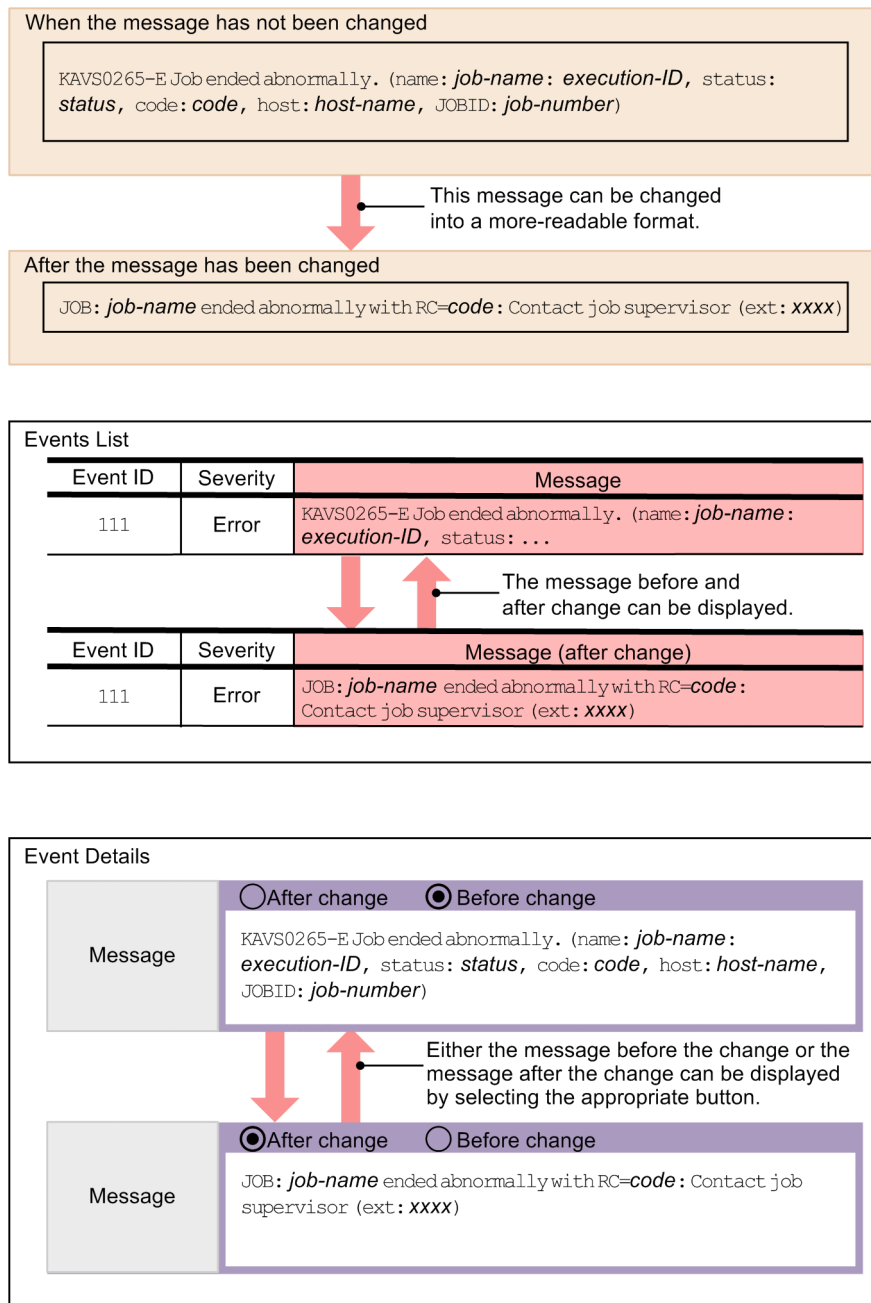 When the message has not been changed
KAVS0265-E Job ended abnormally. (name: job-name: execution-ID, status:
status, code: code, host: host-name, JOBID: job-number)
This message can be changed
into a more-readable format.
After the message has been changed
JOB: job-name ended abnormally with RC=code: Contact job supervisor (ext: xxxx)
Events List
Event ID Severity Message
111 Error KAVS0265-E Job ended abnormally. (name: job-name:
execution-ID, status: ...
The message before and
after change can be displayed.
Event ID Severity Message (after change)
111 Error JOB: job-name ended abnormally with RC=code:
Contact job supervisor (ext: xxxx)
Event Details
After change Before change
Message
KAVS0265-E Job ended abnormally. (name: job-name:
execution-ID, status: status, code: code, host: host-name,
JOBID: job-number)
Either the message before the change or the
message after the change can be displayed
by selecting the appropriate button.
After change Before change
Message
JOB: job-name ended abnormally with RC=code: Contact job
supervisor (ext: xxxx)